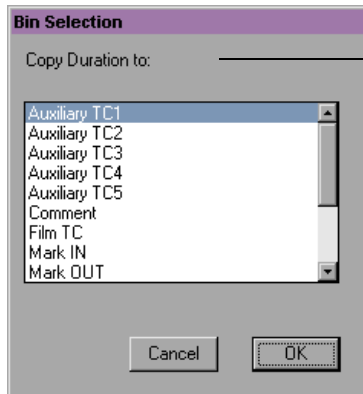 Bin Selection
Copy Duration to:
Auxiliary TC1
Auxiliary TC2
Auxiliary TC3
Auxiliary TC4
Auxiliary TC5
Comment
Film TC
Mark IN
Mark OUT
Cancel OK